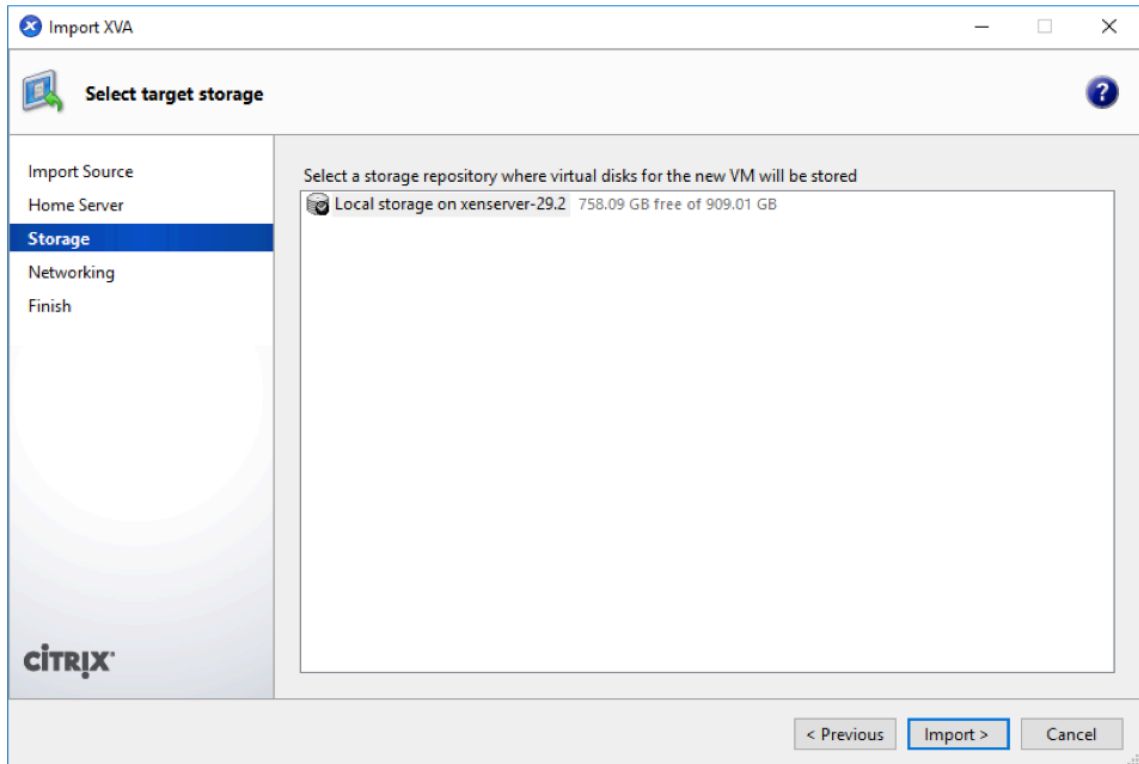 Import XVA
Select target storage
?
Import Source
Home Server
Storage
Networking
Finish
Select a storage repository where virtual disks for the new VM will be stored
Local storage on xenserver-29.2 758.09 GB free of 909.01 GB
CİTRIX
< Previous
Import >
Cancel